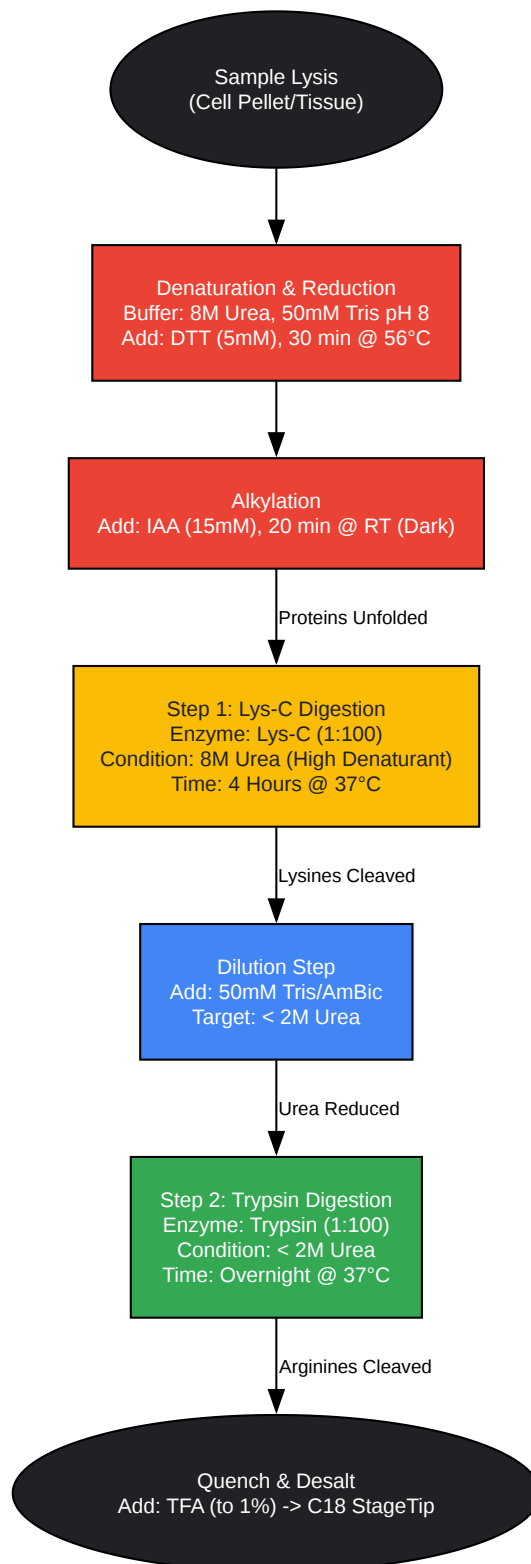 Sample Lysis
(Cell Pellet/Tissue)
Denaturation & Reduction
Buffer: 8M Urea, 50mM Tris pH 8
Add: DTT (5mM), 30 min @ 56°C
Alkylation
Add: IAA (15mM), 20 min @ RT (Dark)
Proteins Unfolded
Step 1: Lys-C Digestion
Enzyme: Lys-C (1:100)
Condition: 8M Urea (High Denaturant)
Time: 4 Hours @ 37°C
Lysines Cleaved
Dilution Step
Add: 50mM Tris/AmBic
Target: < 2M Urea
Urea Reduced
Step 2: Trypsin Digestion
Enzyme: Trypsin (1:100)
Condition: < 2M Urea
Time: Overnight @ 37°C
Arginines Cleaved
Quench & Desalt
Add: TFA (to 1%) -> C18 StageTip